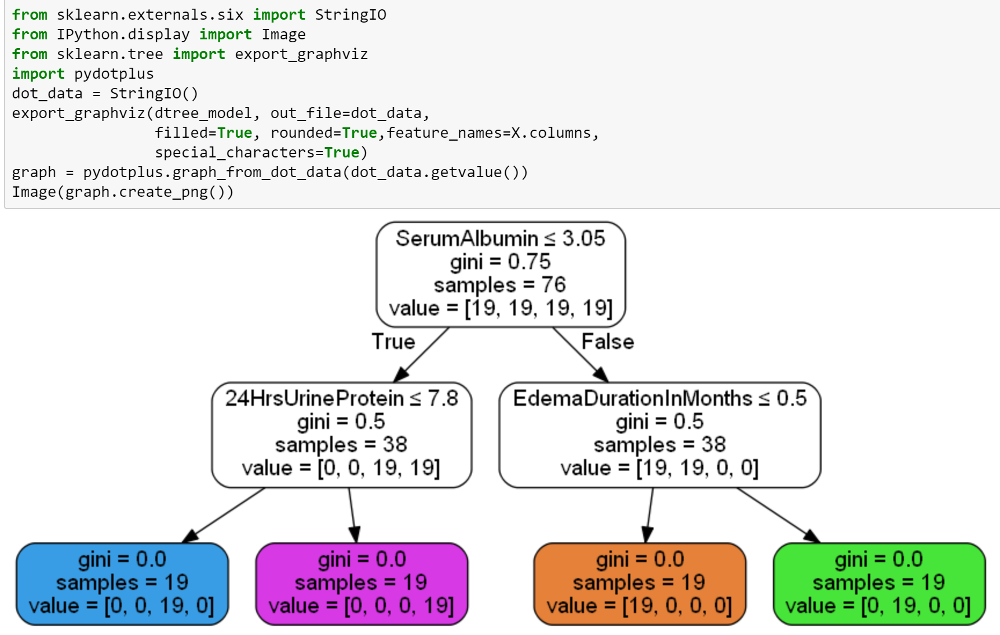 from sklearn.externals.six import StringIO
from IPython.display import Image
from sklearn.tree import export_graphviz
import pydotplus
dot_data = StringIO()
export_graphviz(dtree_model, out_file=dot_data,
                filled=True, rounded=True,feature_names=X.columns,
                special_characters=True)
graph = pydotplus.graph_from_dot_data(dot_data.getvalue())
Image(graph.create_png())
SerumAlbumin ≤ 3.05
gini = 0.75
samples = 76
value = [19, 19, 19, 19]
True
False
24HrsUrineProtein ≤ 7.8
gini = 0.5
samples = 38
value = [0, 0, 19, 19]
EdemaDurationInMonths ≤ 0.5
gini = 0.5
samples = 38
value = [19, 19, 0, 0]
gini = 0.0
samples = 19
value = [0, 0, 19, 0]
gini = 0.0
samples = 19
value = [0, 0, 0, 19]
gini = 0.0
samples = 19
value = [19, 0, 0, 0]
gini = 0.0
samples = 19
value = [0, 19, 0, 0]